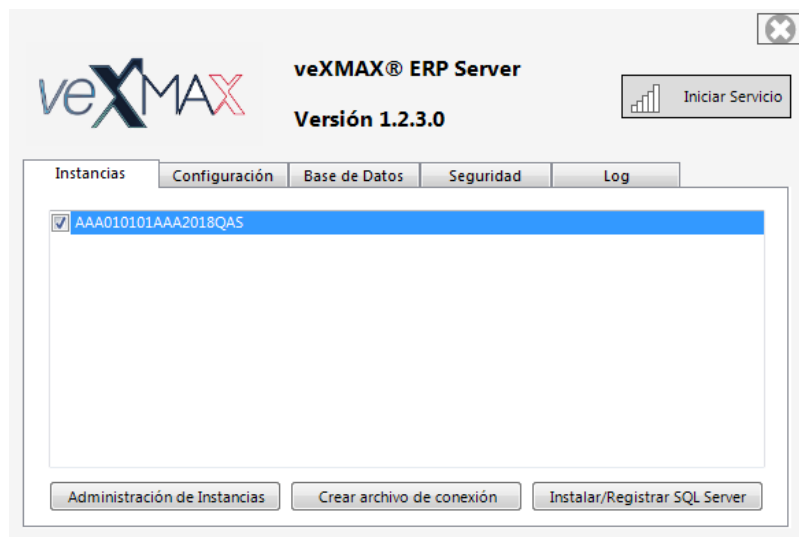 veXMAX
veXMAX® ERP Server
Versión 1.2.3.0
Iniciar Servicio
Instancias
Configuración
Base de Datos
Seguridad
Log
AAA010101AAA2018QAS
Administración de Instancias
Crear archivo de conexión
Instalar/Registrar SQL Server